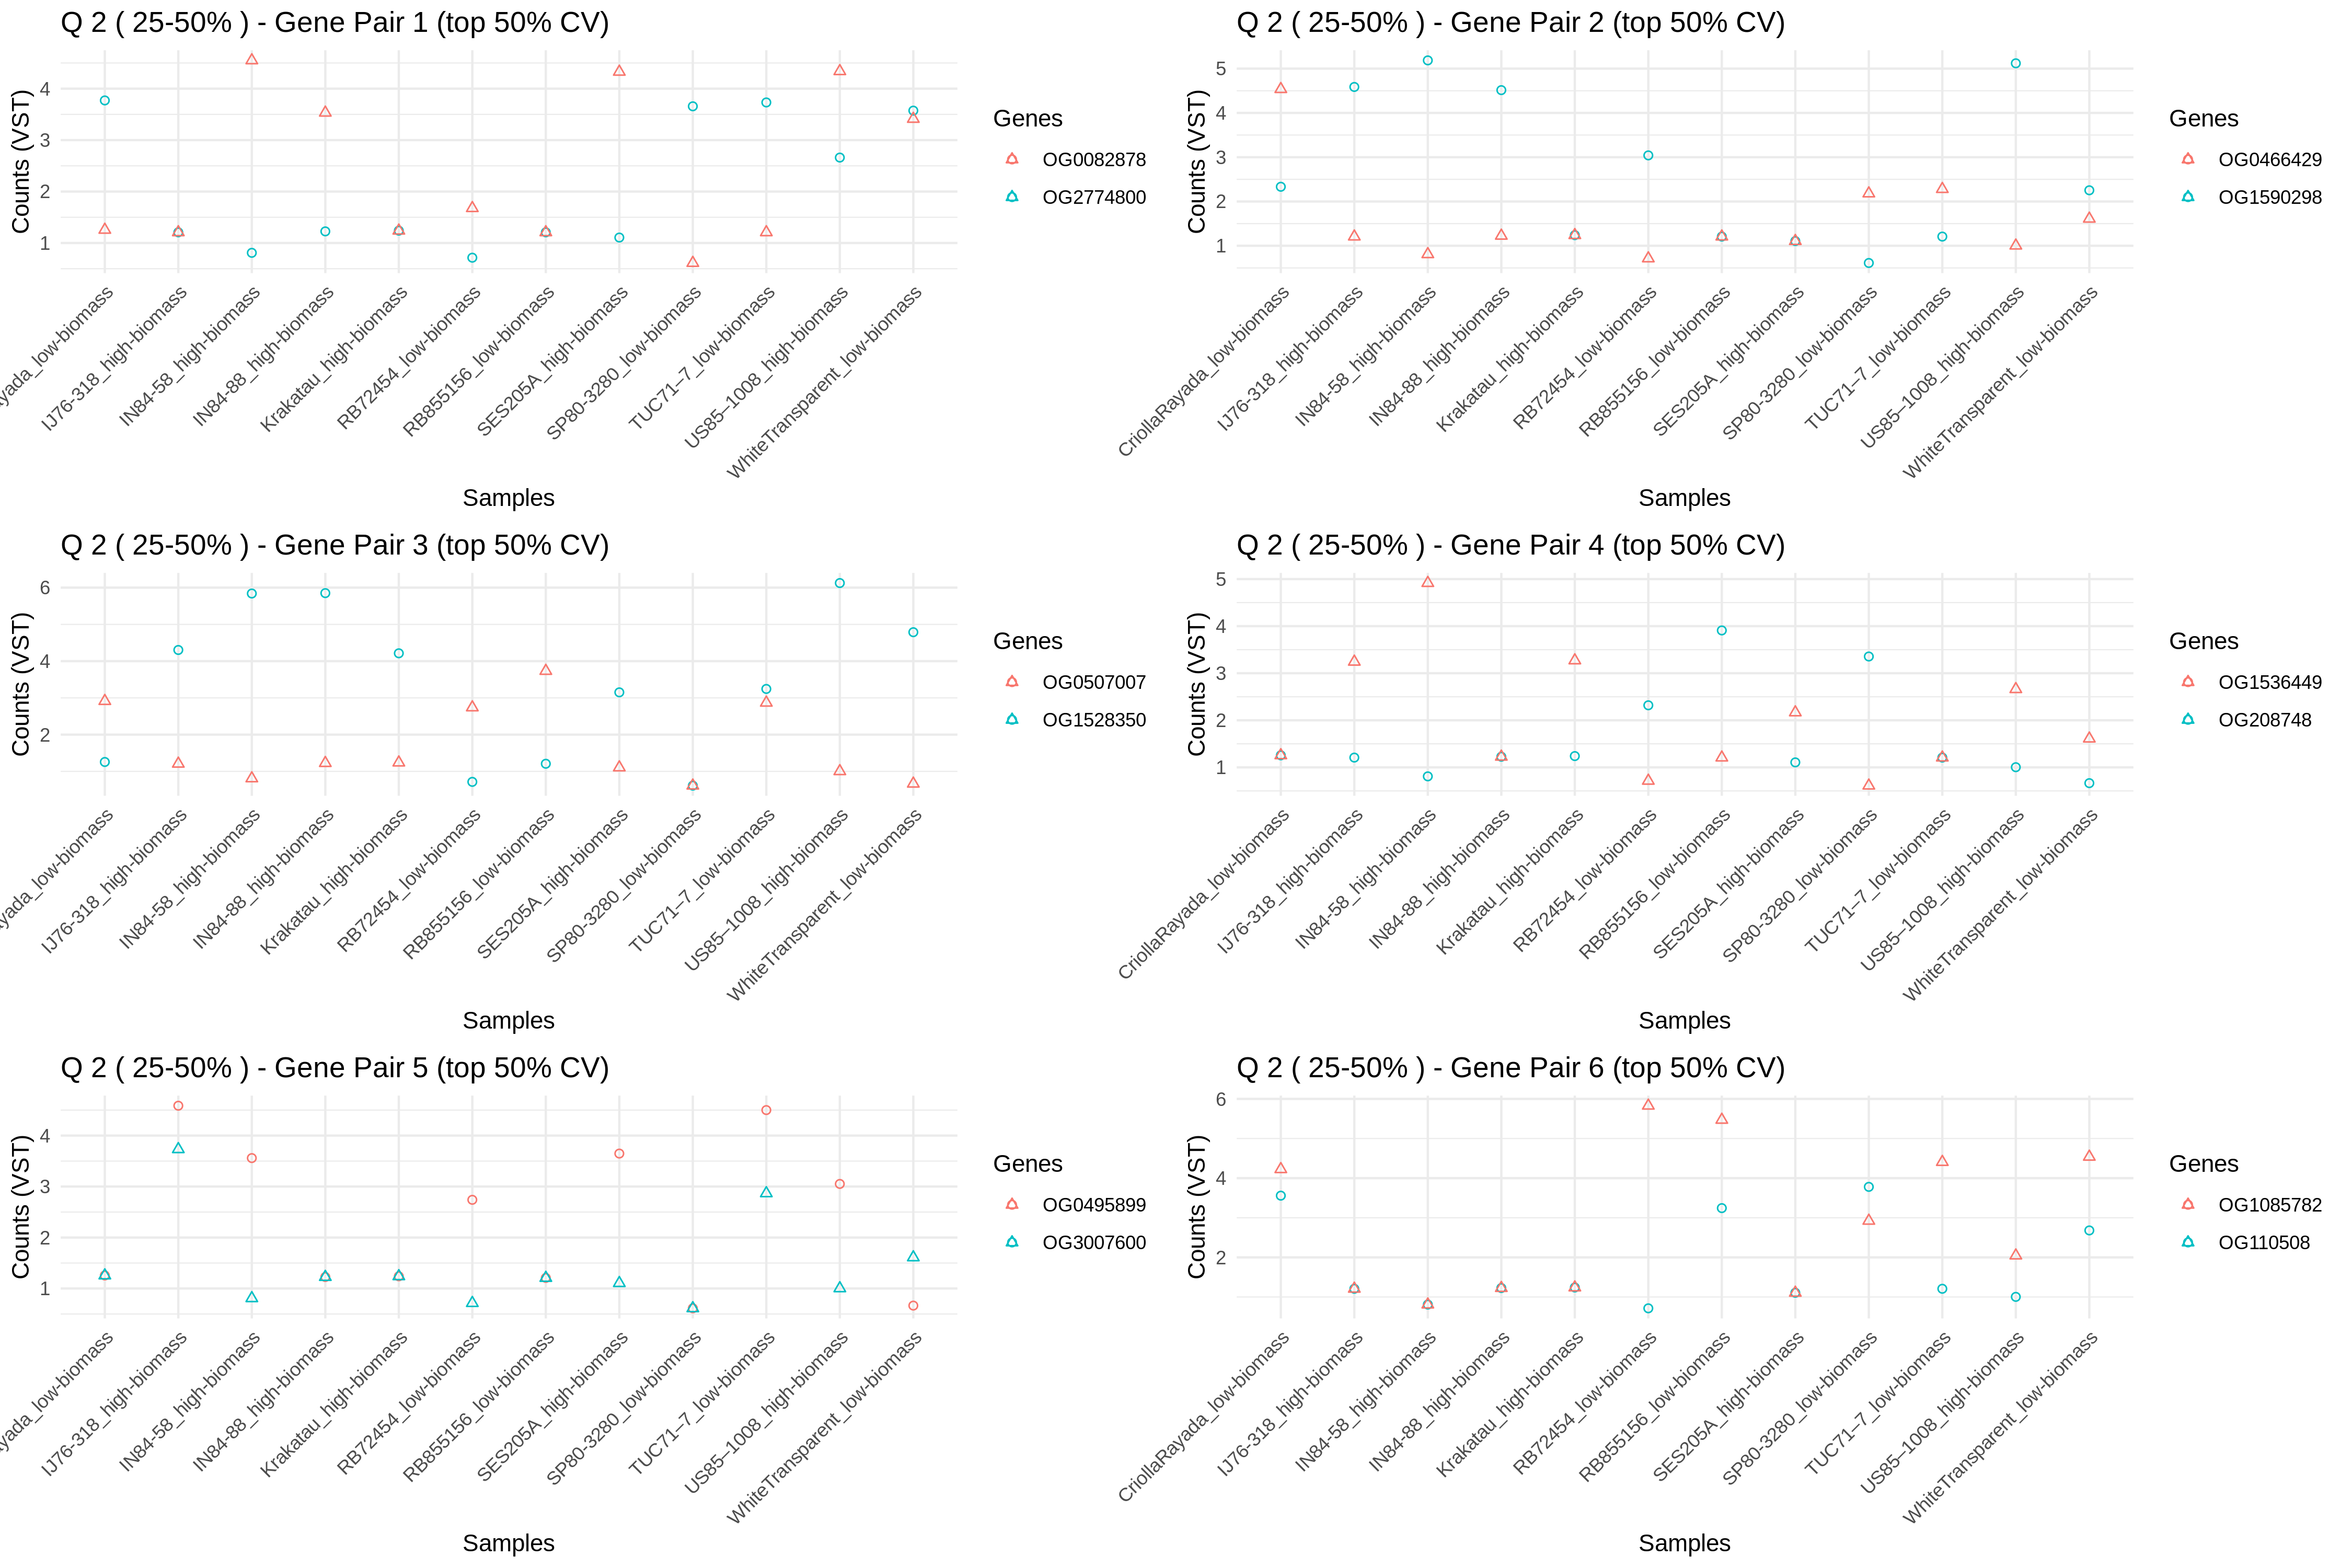 Q 2 ( 25-50% ) - Gene Pair 1 (top 50% CV)
Counts (VST)
4
3
2
1
yada_low-biomass
IJ76-318_high-biomass
IN84-58_high-biomass
IN84-88_high-biomass
Krakatau_high-biomass
RB72454_low-biomass
RB855156_low-biomass
SES205A_high-biomass
SP80-3280_low-biomass
TUC71–7_low-biomass
US85–1008_high-biomass
WhiteTransparent_low-biomass
Samples
Genes
OG0082878
OG2774800
Q 2 ( 25-50% ) - Gene Pair 2 (top 50% CV)
Counts (VST)
5
4
3
2
1
CriollaRayada_low-biomass
IJ76-318_high-biomass
IN84-58_high-biomass
IN84-88_high-biomass
Krakatau_high-biomass
RB72454_low-biomass
RB855156_low-biomass
SES205A_high-biomass
SP80-3280_low-biomass
TUC71–7_low-biomass
US85–1008_high-biomass
WhiteTransparent_low-biomass
Samples
Genes
OG0466429
OG1590298
Q 2 ( 25-50% ) - Gene Pair 3 (top 50% CV)
Counts (VST)
6
4
2
yada_low-biomass
IJ76-318_high-biomass
IN84-58_high-biomass
IN84-88_high-biomass
Krakatau_high-biomass
RB72454_low-biomass
RB855156_low-biomass
SES205A_high-biomass
SP80-3280_low-biomass
TUC71–7_low-biomass
US85–1008_high-biomass
WhiteTransparent_low-biomass
Samples
Genes
OG0507007
OG1528350
Q 2 ( 25-50% ) - Gene Pair 4 (top 50% CV)
Counts (VST)
5
4
3
2
1
CriollaRayada_low-biomass
IJ76-318_high-biomass
IN84-58_high-biomass
IN84-88_high-biomass
Krakatau_high-biomass
RB72454_low-biomass
RB855156_low-biomass
SES205A_high-biomass
SP80-3280_low-biomass
TUC71–7_low-biomass
US85–1008_high-biomass
WhiteTransparent_low-biomass
Samples
Genes
OG1536449
OG208748
Q 2 ( 25-50% ) - Gene Pair 5 (top 50% CV)
Counts (VST)
4
3
2
1
yada_low-biomass
IJ76-318_high-biomass
IN84-58_high-biomass
IN84-88_high-biomass
Krakatau_high-biomass
RB72454_low-biomass
RB855156_low-biomass
SES205A_high-biomass
SP80-3280_low-biomass
TUC71–7_low-biomass
US85–1008_high-biomass
WhiteTransparent_low-biomass
Samples
Genes
OG0495899
OG3007600
Q 2 ( 25-50% ) - Gene Pair 6 (top 50% CV)
Counts (VST)
6
4
2
CriollaRayada_low-biomass
IJ76-318_high-biomass
IN84-58_high-biomass
IN84-88_high-biomass
Krakatau_high-biomass
RB72454_low-biomass
RB855156_low-biomass
SES205A_high-biomass
SP80-3280_low-biomass
TUC71–7_low-biomass
US85–1008_high-biomass
WhiteTransparent_low-biomass
Samples
Genes
OG1085782
OG110508